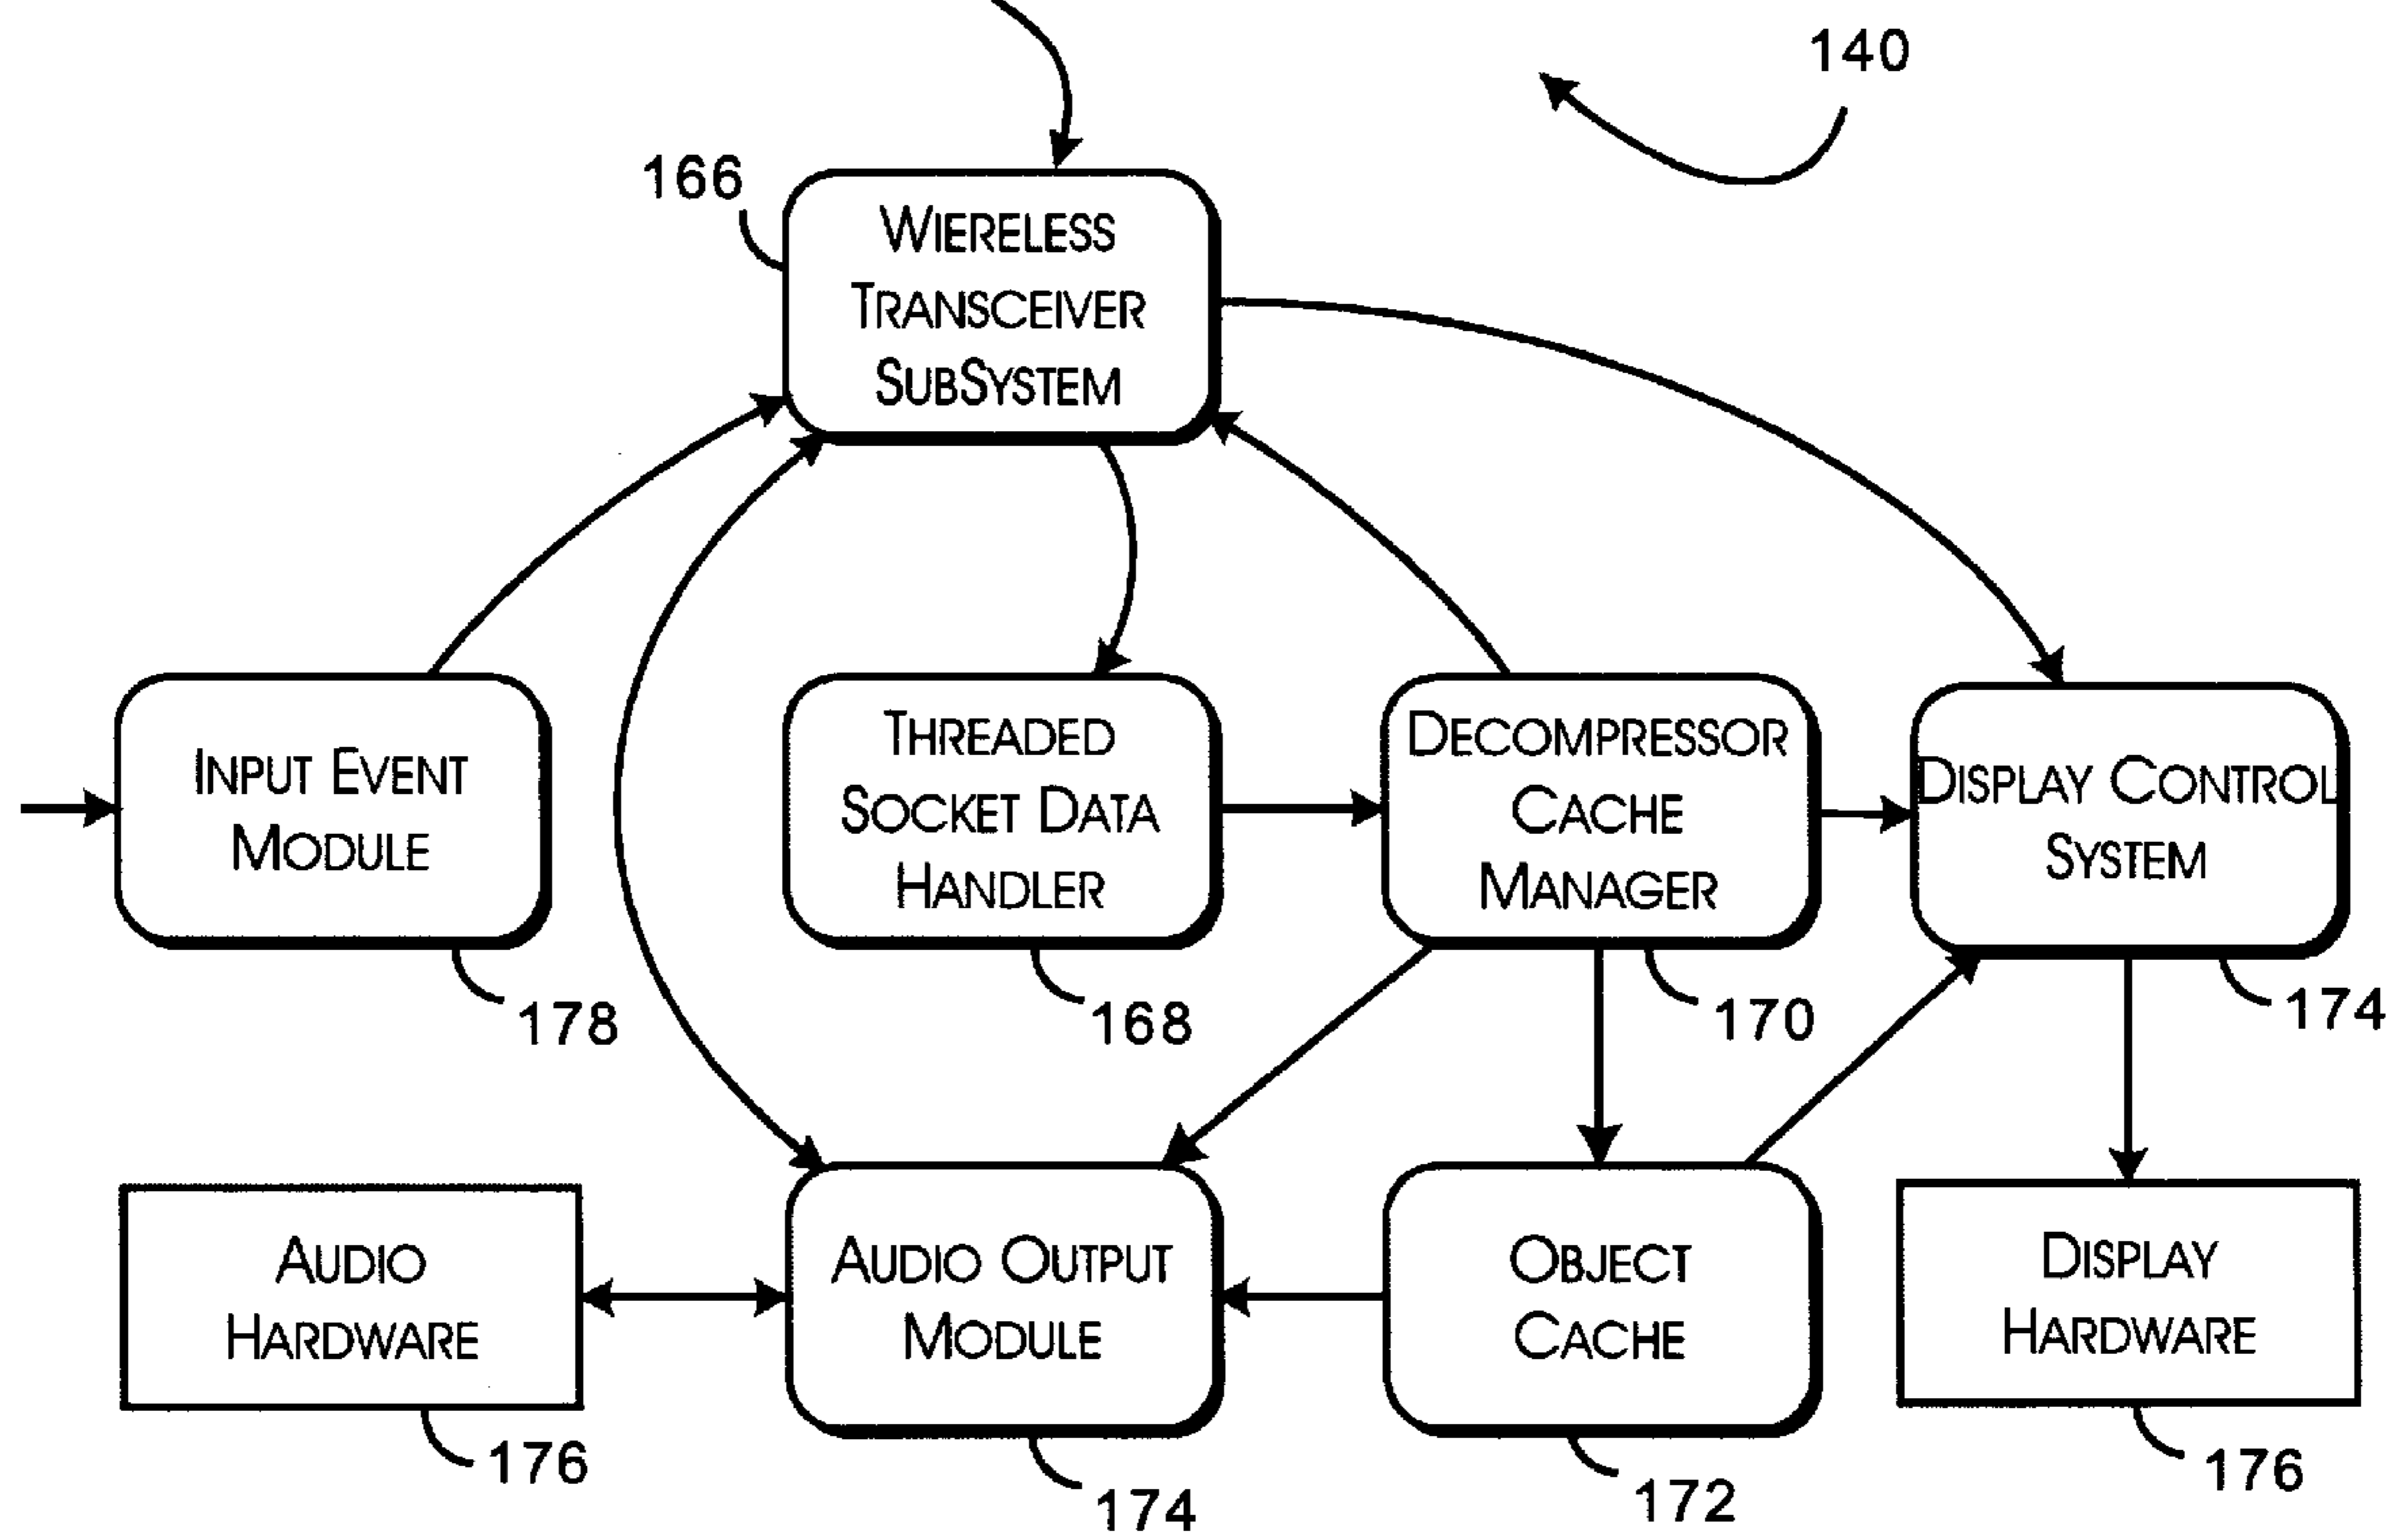 140
166
WIERELESS
TRANSCEIVER
SUBSYSTEM
INPUT EVENT
MODULE
178
THREADED
SOCKET DATA
HANDLER
168
DECOMPRESSOR
CACHE
MANAGER
170
DISPLAY CONTROL
SYSTEM
174
AUDIO
HARDWARE
176
AUDIO OUTPUT
MODULE
174
OBJECT
CACHE
172
DISPLAY
HARDWARE
176